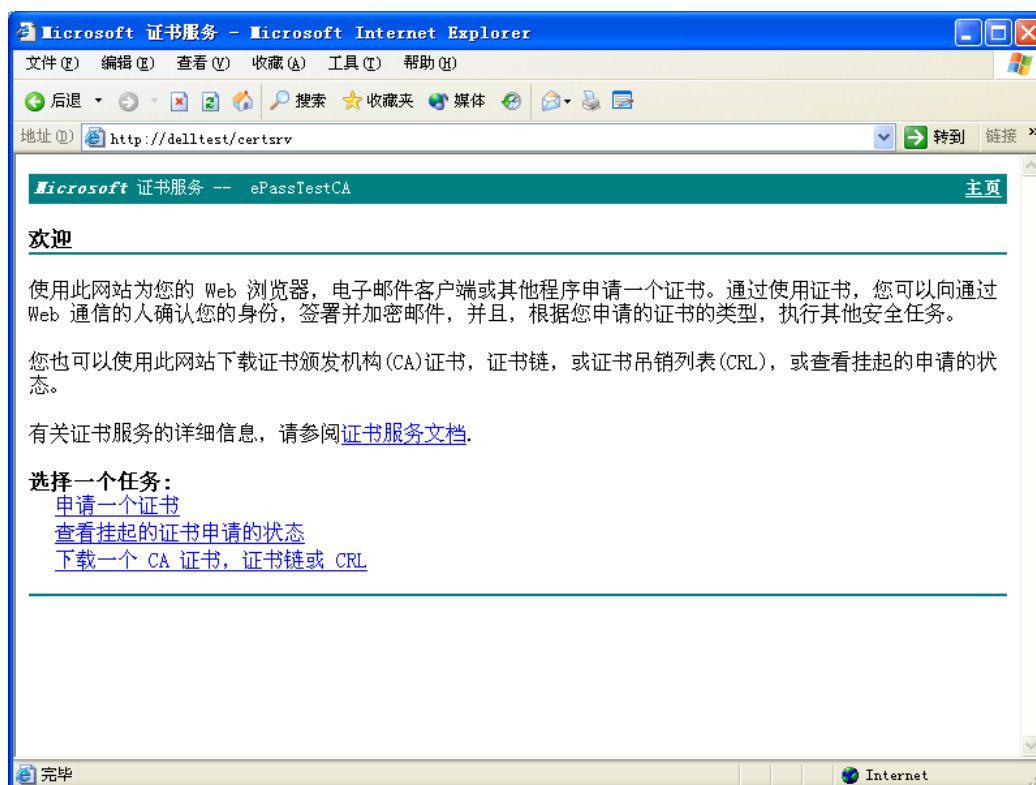 Microsoft 证书服务 - Microsoft Internet Explorer
文件(F) 编辑(E) 查看(V) 收藏(A) 工具(T) 帮助(H)
后退 搜索 收藏夹 媒体
地址(D) http://delltest/certsrv 转到 链接 »
Microsoft 证书服务 -- ePassTestCA 主页
欢迎
使用此网站为您的 Web 浏览器，电子邮件客户端或其他程序申请一个证书。通过使用证书，您可以向通过
Web 通信的人确认您的身份，签署并加密邮件，并且，根据您申请的证书的类型，执行其他安全任务。
您也可以使用此网站下载证书颁发机构(CA)证书，证书链，或证书吊销列表(CRL)，或查看挂起的申请的状
态。
有关证书服务的详细信息，请参阅证书服务文档.
选择一个任务:
申请一个证书
查看挂起的证书申请的状态
下载一个 CA 证书，证书链或 CRL
完毕 Internet